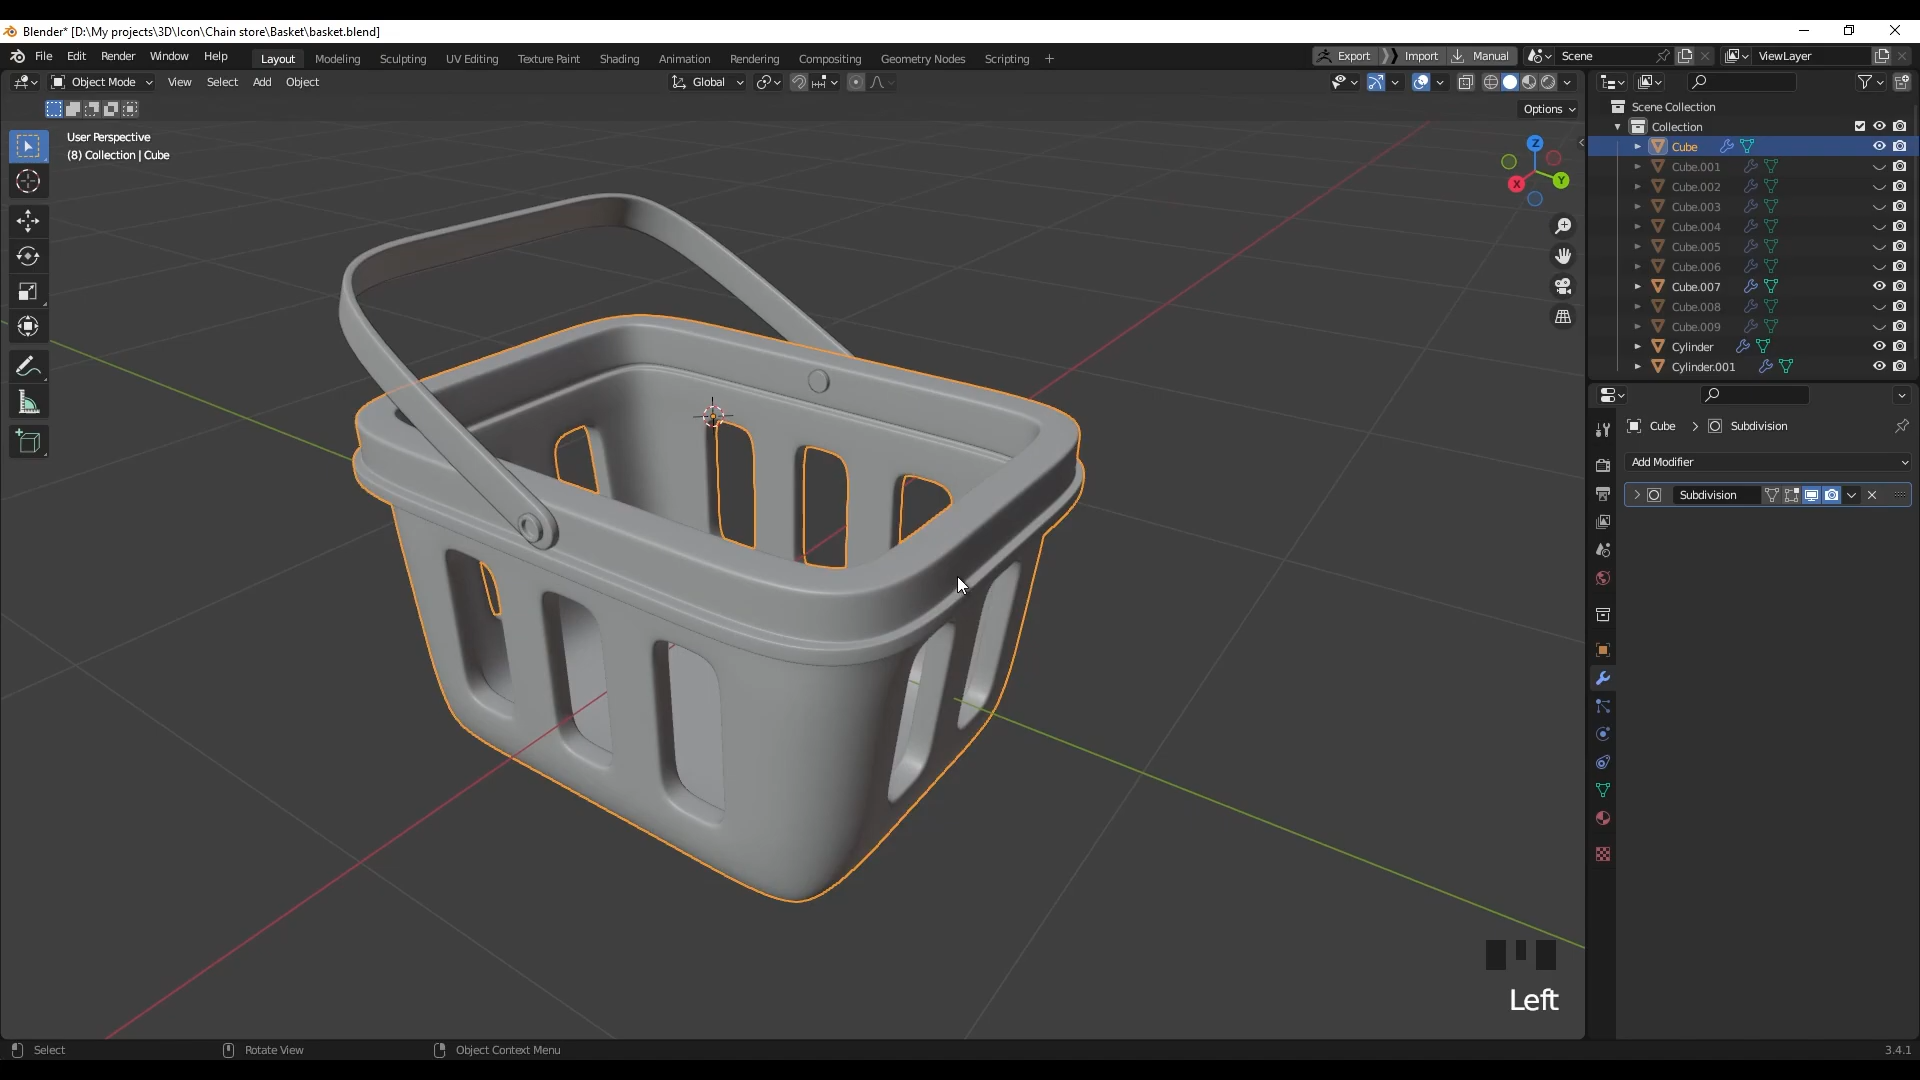 Blender* [D:\My projects\3D\Icon\Chain store\Basket\basket.blend]
File Edit Render Window Help Layout Modeling Sculpting UV Editing Texture Paint Shading Animation Rendering Compositing Geometry Nodes Scripting + Export Import Manual Scene ViewLayer
Object Mode View Select Add Object Global
Options
User Perspective
(8) Collection | Cube
Z
X
Y
Scene Collection
Collection
Cube
Cube.001
Cube.002
Cube.003
Cube.004
Cube.005
Cube.006
Cube.007
Cube.008
Cube.009
Cylinder
Cylinder.001
Cube > Subdivision
Add Modifier
Subdivision
Left
Select Rotate View Object Context Menu 3.4.1